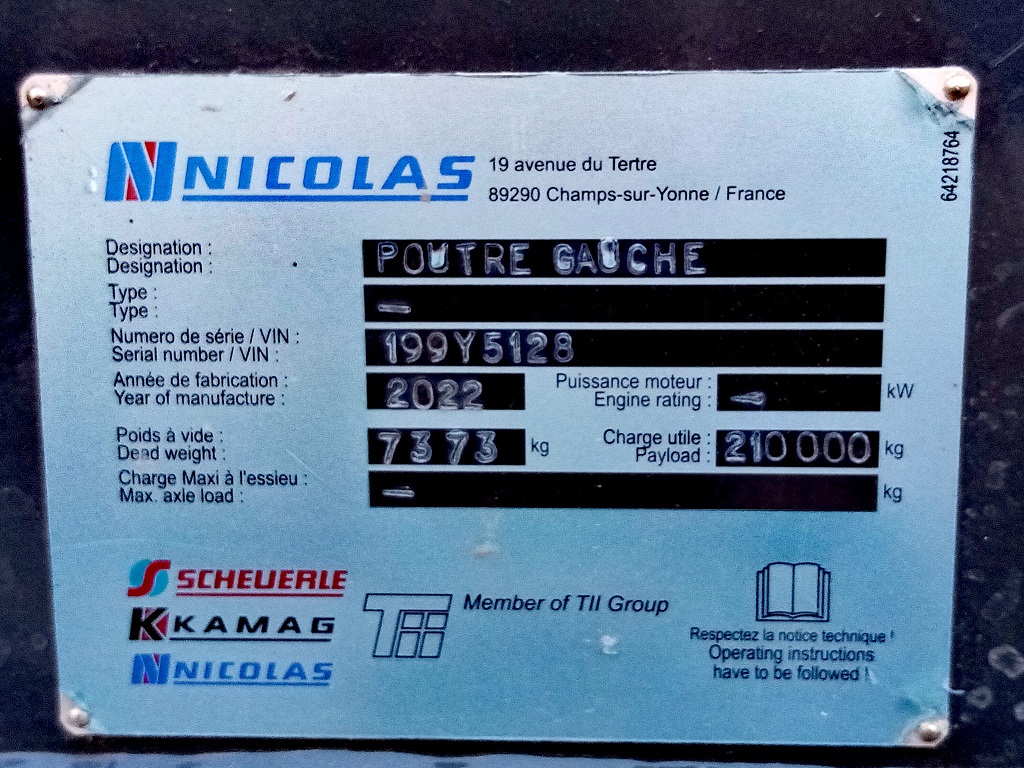 NICOLAS
19 avenue du Tertre
89290 Champs-sur-Yonne / France
64218764
Designation : POUTRE GAUCHE
Designation :
Type : -
Type :
Numero de série / VIN : 199Y5128
Serial number / VIN :
Année de fabrication : 2022
Year of manufacture :
Puissance moteur : - kW
Engine rating :
Poids à vide : 7373 kg
Dead weight :
Charge utile : 210000 kg
Payload :
Charge Maxi à l'essieu : - kg
Max. axle load :
SCHEUERLE
KAMAG
NICOLAS
TII
Member of TII Group
Respectez la notice technique !
Operating instructions
have to be followed !